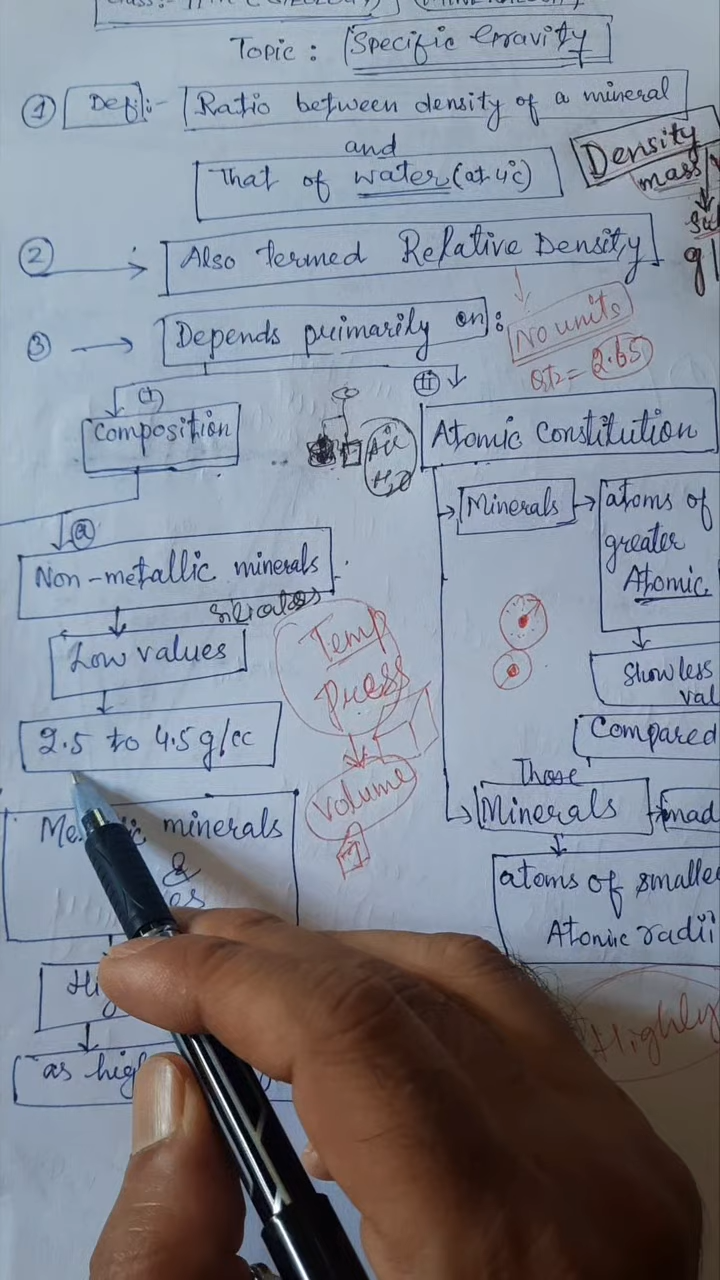 Topic : Specific Gravity
① Defi:- Ratio between density of a mineral
and
That of water (at 4°c)
Density
mass
② Also termed Relative Density
No units
Qtz = 2.65
③ Depends primarily on :
(i)
Composition
(ii)
Atomic Constitution
Air
H2O
Minerals
atoms of
greater
Atomic
Show less
val
Compared
Those
Minerals
mad
atoms of smalle
Atomic radii
Highly
ⓐ
Non-metallic minerals
silicates
Low values
2.5 to 4.5 g/cc
Temp
press
Volume
minerals
&
as high